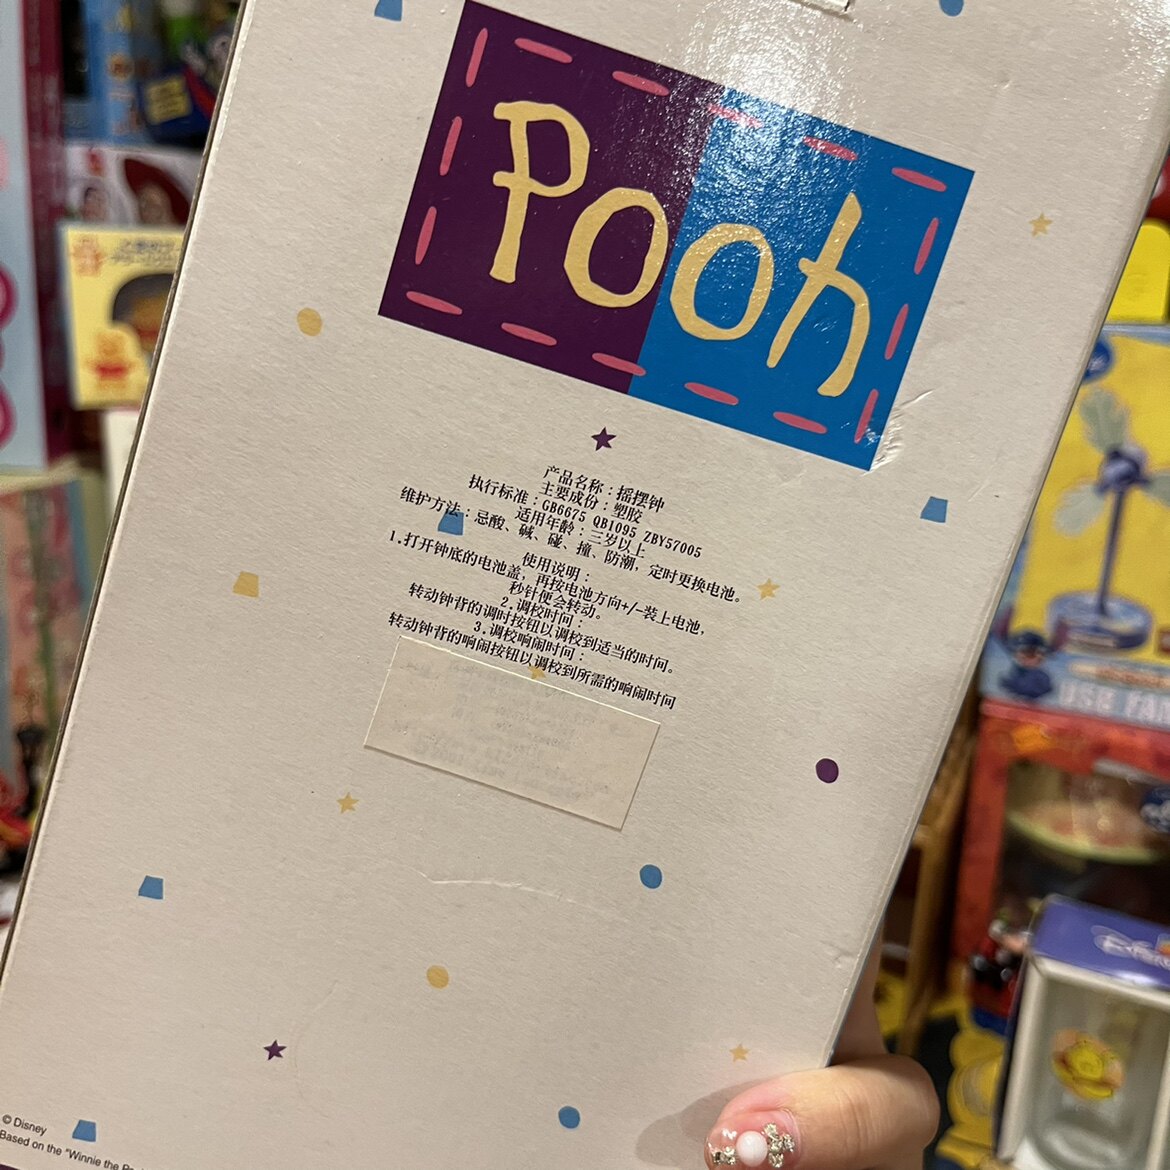 Pooh
产品名称：摇摆钟
主要成份：塑胶
执行标准：GB6675 QB1095 ZBY57005
适用年龄：三岁以上
维护方法：忌酸、碱、碰、撞、防潮，定时更换电池。
使用说明：
1.打开钟底的电池盖，再按电池方向+/-装上电池，
秒针便会转动。
2.调校时间：
转动钟背的调时按钮以调校到适当的时间。
3.调校响闹时间：
转动钟背的响闹按钮以调校到所需的响闹时间
© Disney
Based on the "Winnie the
USB FAN